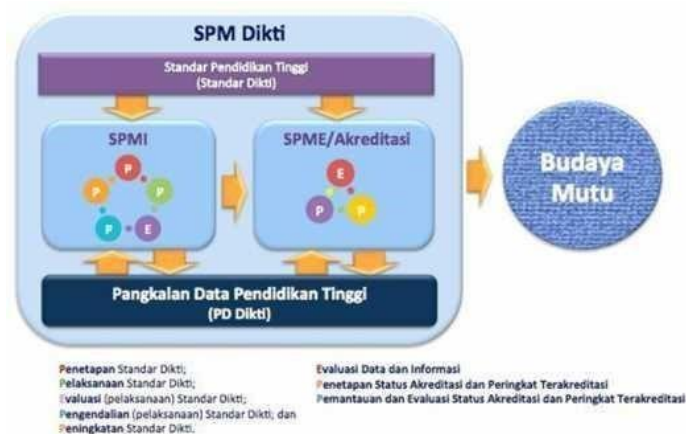 SPM Dikti
Standar Pendidikan Tinggi
(Standar Dikti)
SPMI
P
P
P
P
E
SPME/Akreditasi
E
P
P
Budaya
Mutu
Pangkalan Data Pendidikan Tinggi
(PD Dikti)
Penetapan Standar Dikti;
Pelaksanaan Standar Dikti;
Evaluasi (pelaksanaan) Standar Dikti;
Pengendalian (pelaksanaan) Standar Dikti; dan
Peningkatan Standar Dikti.
Evaluasi Data dan Informasi
Penetapan Status Akreditasi dan Peringkat Terakreditasi
Pemantauan dan Evaluasi Status Akreditasi dan Peringkat Terakreditasi